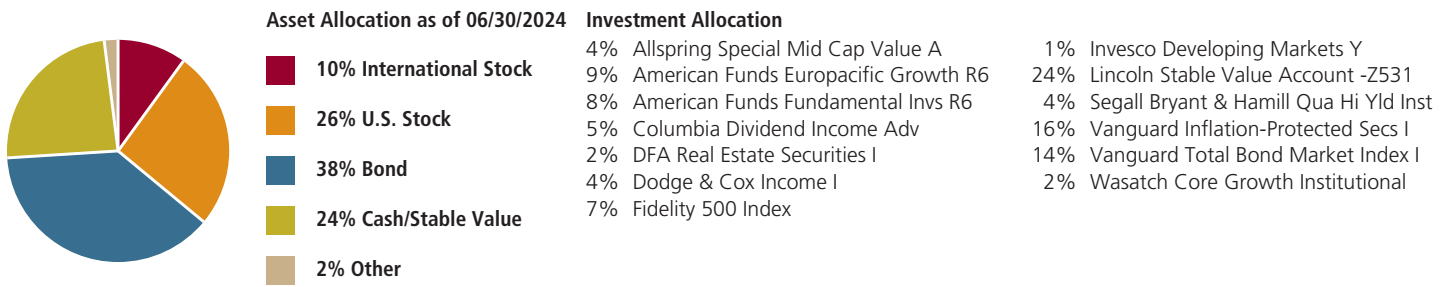 Asset Allocation as of 06/30/2024
10% International Stock
26% U.S. Stock
38% Bond
24% Cash/Stable Value
2% Other
Investment Allocation
4% Allspring Special Mid Cap Value A
9% American Funds Europacific Growth R6
8% American Funds Fundamental Invs R6
5% Columbia Dividend Income Adv
2% DFA Real Estate Securities I
4% Dodge & Cox Income I
7% Fidelity 500 Index
1% Invesco Developing Markets Y
24% Lincoln Stable Value Account -Z531
4% Segall Bryant & Hamill Qua Hi Yld Inst
16% Vanguard Inflation-Protected Secs I
14% Vanguard Total Bond Market Index I
2% Wasatch Core Growth Institutional